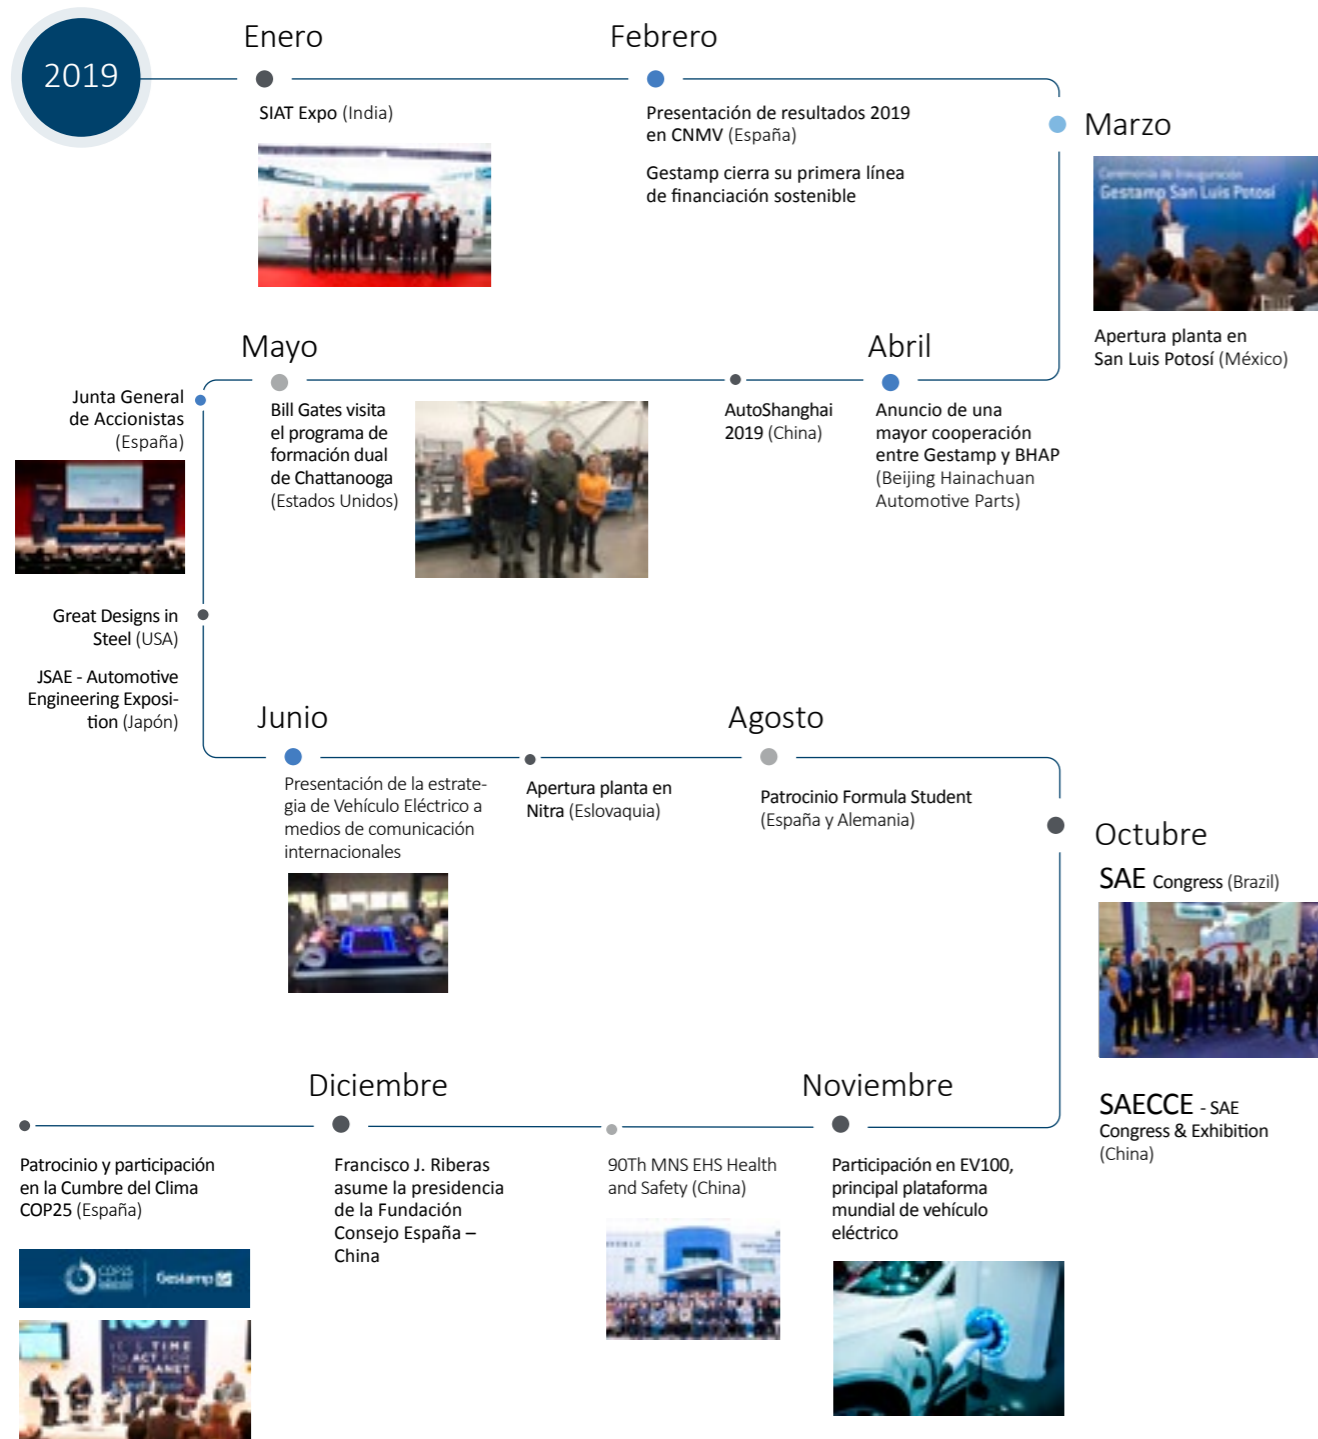 2019
Enero
SIAT Expo (India)
Febrero
Presentación de resultados 2019
en CNMV (España)
Gestamp cierra su primera línea
de financiación sostenible
Marzo
Ceremonia de Inauguración
Gestamp San Luis Potosí
Apertura planta en
San Luis Potosí (México)
Abril
Anuncio de una
mayor cooperación
entre Gestamp y BHAP
(Beijing Hainachuan
Automotive Parts)
AutoShanghai
2019 (China)
Mayo
Bill Gates visita
el programa de
formación dual
de Chattanooga
(Estados Unidos)
Junta General
de Accionistas
(España)
Great Designs in
Steel (USA)
JSAE - Automotive
Engineering Exposi-
tion (Japón)
Junio
Presentación de la estrate-
gia de Vehículo Eléctrico a
medios de comunicación
internacionales
Apertura planta en
Nitra (Eslovaquia)
Agosto
Patrocinio Formula Student
(España y Alemania)
Octubre
SAE Congress (Brazil)
SAECCE - SAE
Congress & Exhibition
(China)
Noviembre
Participación en EV100,
principal plataforma
mundial de vehículo
eléctrico
90Th MNS EHS Health
and Safety (China)
Diciembre
Francisco J. Riberas
asume la presidencia
de la Fundación
Consejo España –
China
Patrocinio y participación
en la Cumbre del Clima
COP25 (España)
COP25
Gestamp
IT'S TIME
TO ACT FOR
THE PLANET